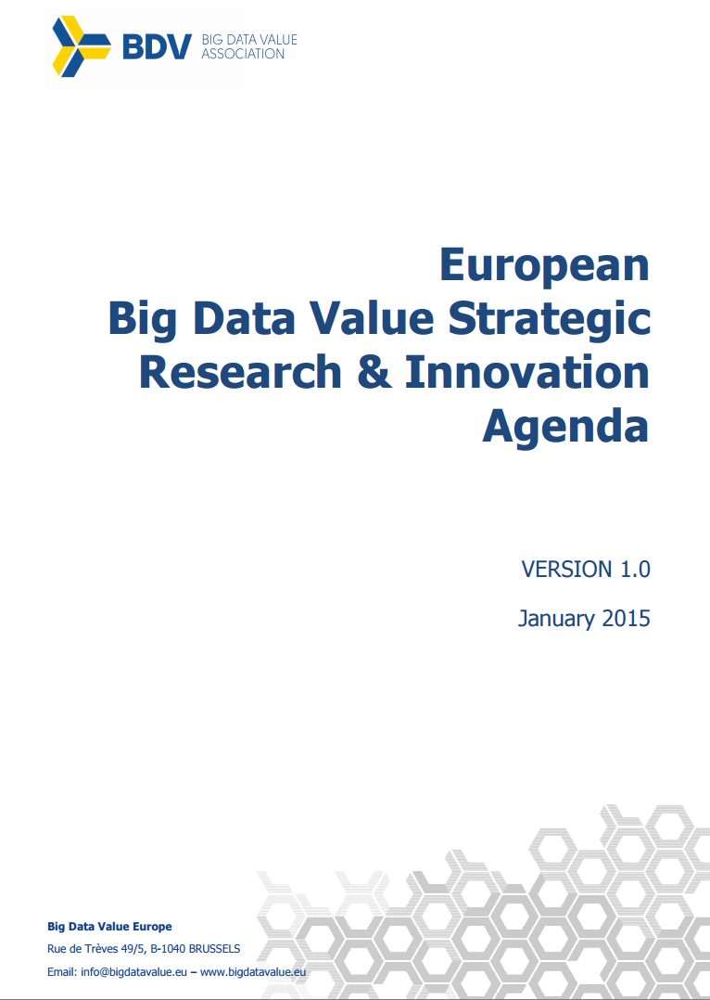 BDV
BIG DATA VALUE
ASSOCIATION
European
Big Data Value Strategic
Research & Innovation
Agenda
VERSION 1.0
January 2015
Big Data Value Europe
Rue de Trèves 49/5, B-1040 BRUSSELS
Email: info@bigdatavalue.eu – www.bigdatavalue.eu